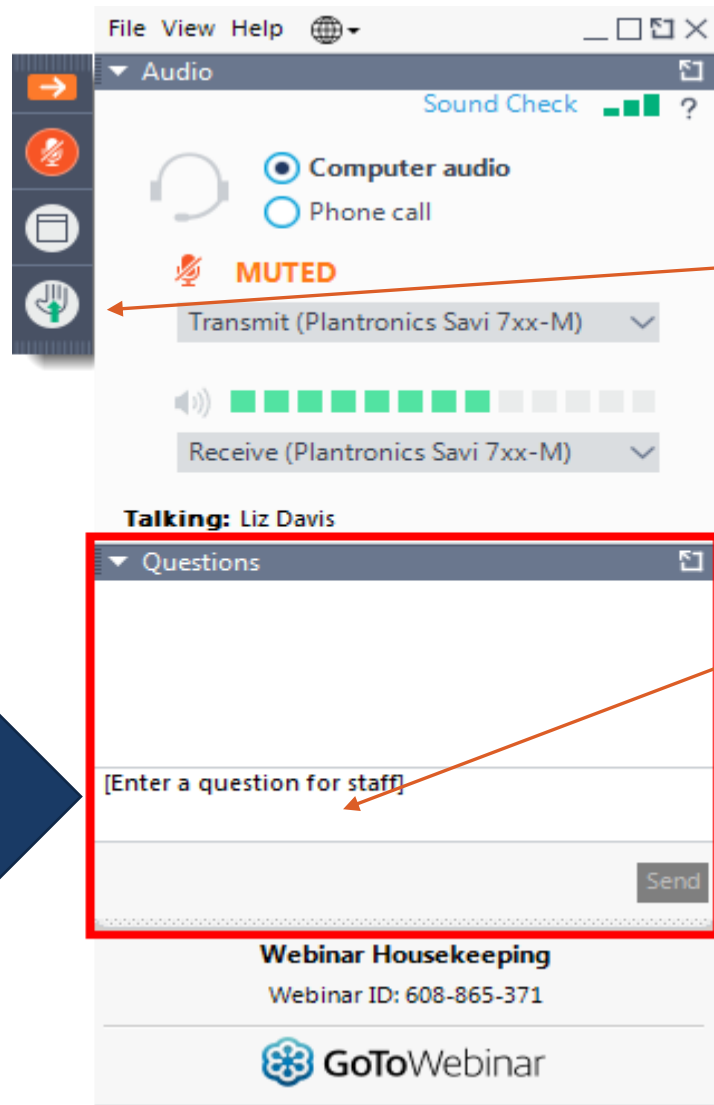 File View Help
Audio
Sound Check ?
Computer audio
Phone call
MUTED
Transmit (Plantronics Savi 7xx-M)
Receive (Plantronics Savi 7xx-M)
Talking: Liz Davis
Questions
[Enter a question for staff]
Send
Webinar Housekeeping
Webinar ID: 608-865-371
GoToWebinar